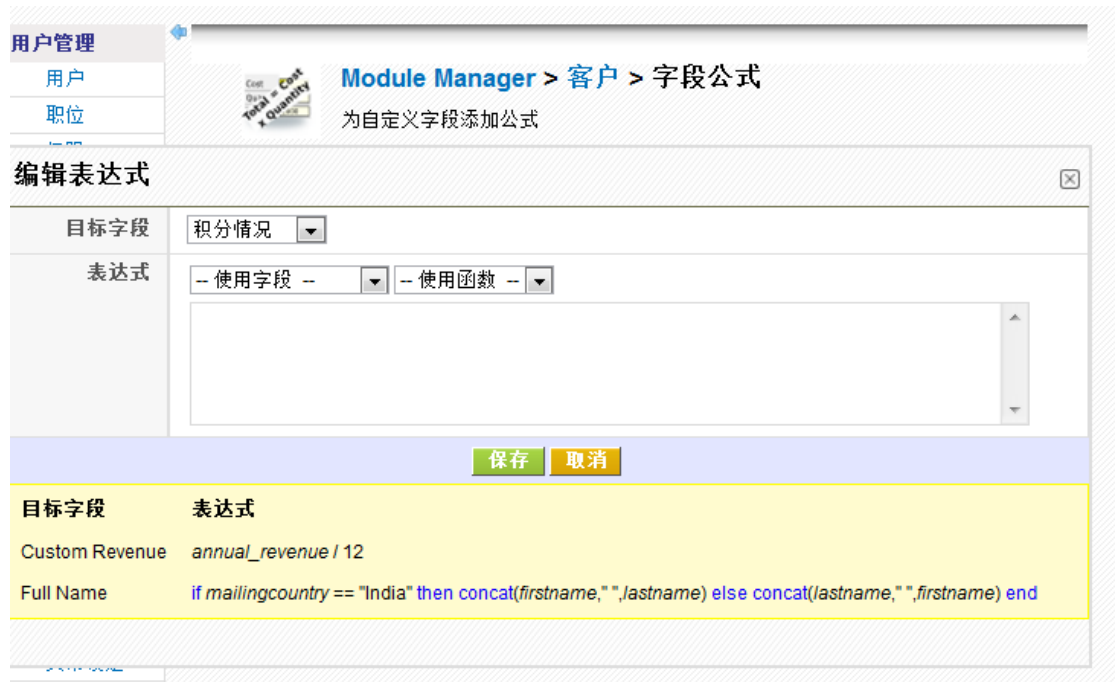 用户管理
用户
职位
Module Manager > 客户 > 字段公式
为自定义字段添加公式
编辑表达式
目标字段
积分情况
表达式
-- 使用字段 --
-- 使用函数 --
保存
取消
目标字段 表达式
Custom Revenue annual_revenue / 12
Full Name if mailingcountry == "India" then concat(firstname," ",lastname) else concat(lastname," ",firstname) end